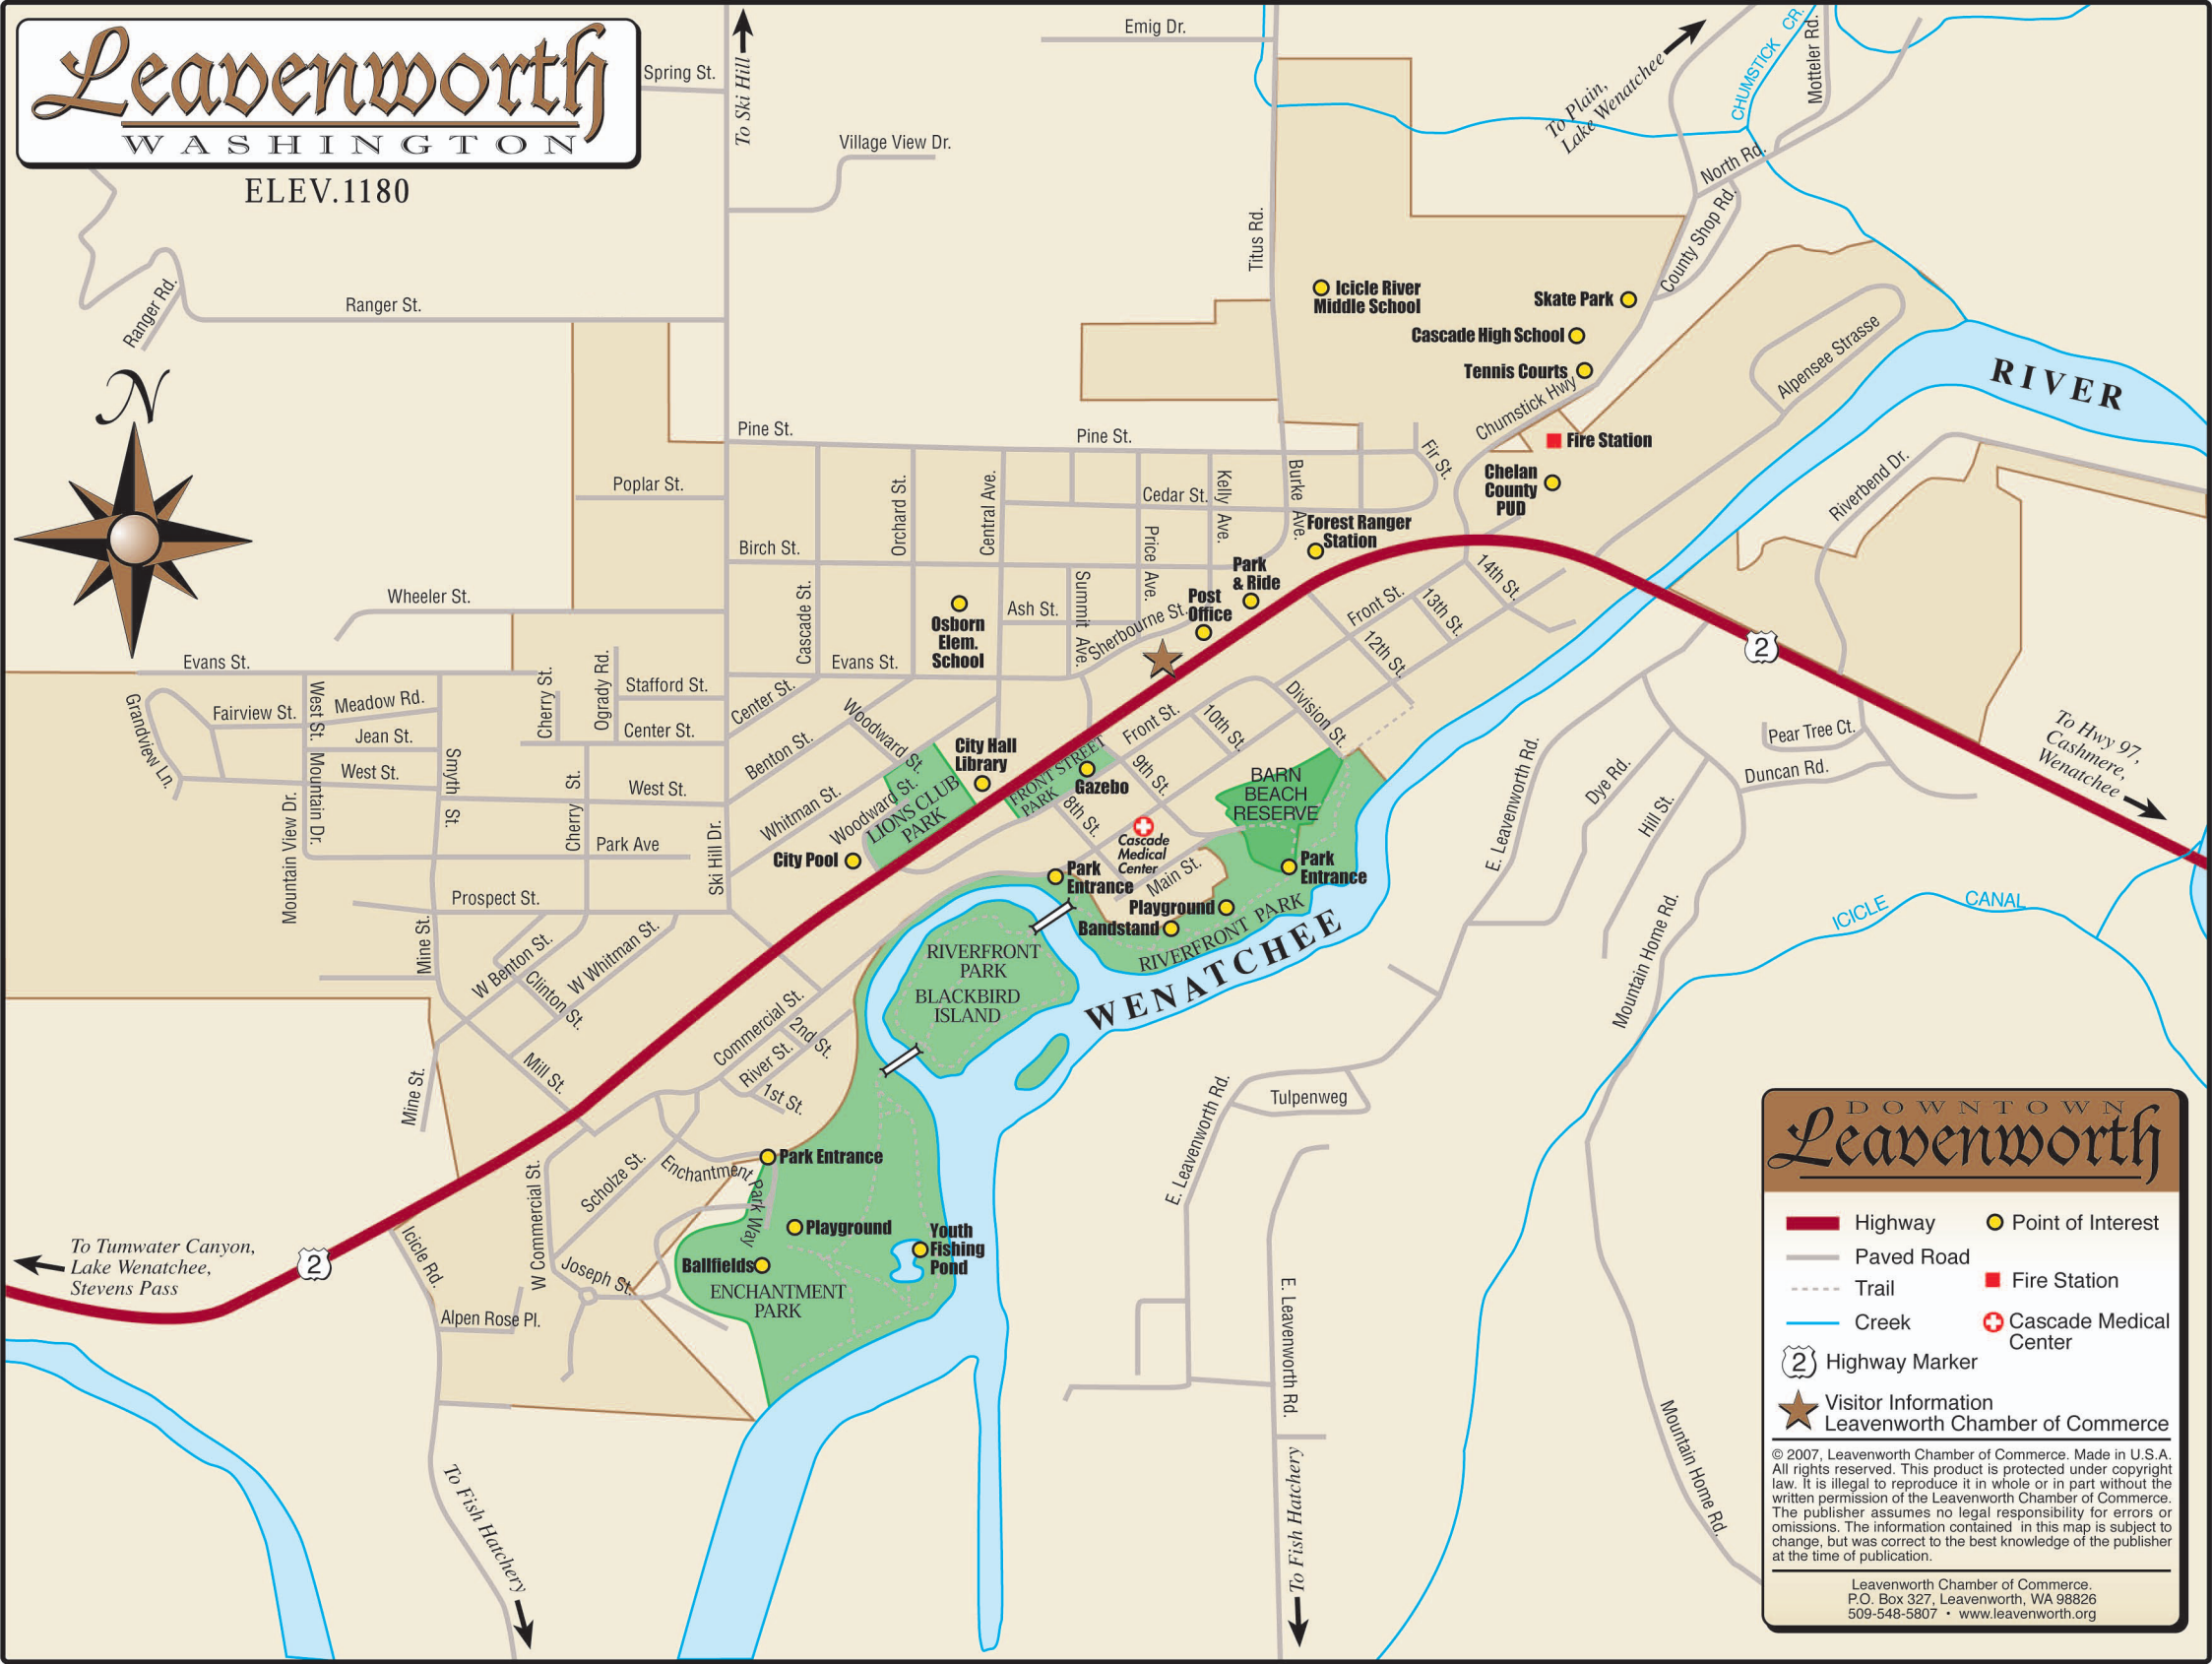 Leavenworth
WASHINGTON
ELEV.1180
Spring St.
To Ski Hill
Emig Dr.
Village View Dr.
Titus Rd.
To Plain,
Lake Wenatchee
CHUMSTICK CR.
Motteler Rd.
North Rd.
County Shop Rd.
Ranger Rd.
Ranger St.
N
Icicle River
Middle School
Skate Park
Cascade High School
Tennis Courts
Chumstick Hwy
Alpensee Strasse
RIVER
Fire Station
Chelan
County
PUD
Riverbend Dr.
Pine St.
Pine St.
Fir St.
Poplar St.
Orchard St.
Central Ave.
Cedar St.
Kelly Ave.
Burke Ave.
Price Ave.
Forest Ranger
Station
Birch St.
Park
& Ride
Post
Office
Wheeler St.
Cascade St.
Osborn
Elem.
School
Ash St.
Summit Ave.
Sherbourne St.
Front St.
14th St.
13th St.
12th St.
2
Evans St.
Evans St.
Grandview Ln.
Fairview St.
West St.
Meadow Rd.
Jean St.
West St.
Mountain Dr.
Mountain View Dr.
Smyth St.
Cherry St.
Ogrady Rd.
Stafford St.
Center St.
Center St.
Cherry St.
West St.
Park Ave
Ski Hill Dr.
Benton St.
Woodward St.
Whitman St.
Woodward St.
LIONS CLUB
PARK
City Hall
Library
FRONT STREET
PARK
Gazebo
Front St.
10th St.
Division St.
9th St.
8th St.
City Pool
Cascade
Medical
Center
BARN
BEACH
RESERVE
Park
Entrance
Park
Entrance
Main St.
Playground
Bandstand
RIVERFRONT PARK
WENATCHEE
RIVERFRONT
PARK
BLACKBIRD
ISLAND
Prospect St.
Mine St.
W Benton St.
Clinton St.
W Whitman St.
Mill St.
Mine St.
Commercial St.
2nd St.
River St.
1st St.
E. Leavenworth Rd.
Dye Rd.
Hill St.
Pear Tree Ct.
Duncan Rd.
To Hwy 97,
Cashmere,
Wenatchee
Mountain Home Rd.
ICICLE CANAL
Tulpenweg
E. Leavenworth Rd.
Park Entrance
Enchantment
Park Way
Scholze St.
W Commercial St.
Playground
Youth
Fishing
Pond
Ballfields
ENCHANTMENT
PARK
Joseph St.
Icicle Rd.
Alpen Rose Pl.
2
To Tumwater Canyon,
Lake Wenatchee,
Stevens Pass
To Fish Hatchery
E. Leavenworth Rd.
To Fish Hatchery
Mountain Home Rd.
DOWNTOWN
Leavenworth
Highway
Point of Interest
Paved Road
Trail
Fire Station
Creek
Cascade Medical
Center
2 Highway Marker
Visitor Information
Leavenworth Chamber of Commerce
© 2007, Leavenworth Chamber of Commerce. Made in U.S.A.
All rights reserved. This product is protected under copyright
law. It is illegal to reproduce it in whole or in part without the
written permission of the Leavenworth Chamber of Commerce.
The publisher assumes no legal responsibility for errors or
omissions. The information contained in this map is subject to
change, but was correct to the best knowledge of the publisher
at the time of publication.
Leavenworth Chamber of Commerce.
P.O. Box 327, Leavenworth, WA 98826
509-548-5807 • www.leavenworth.org